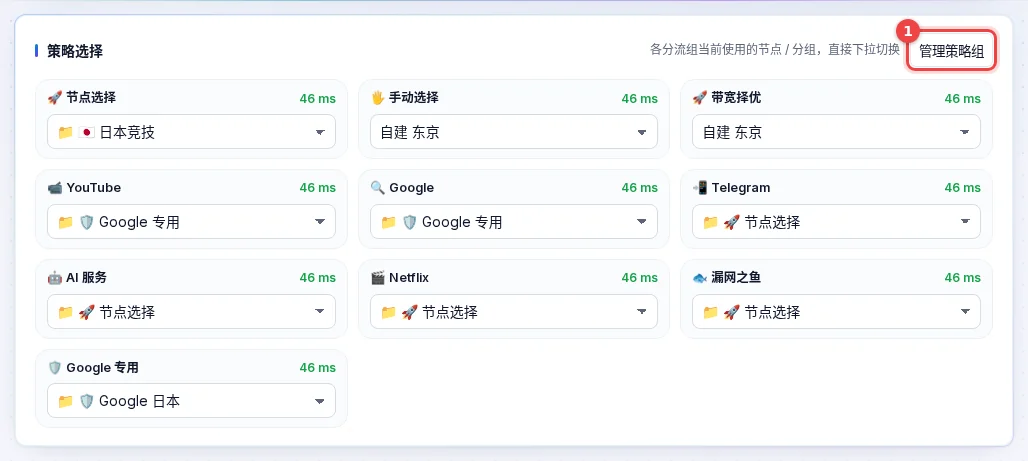 策略选择
各分流组当前使用的节点 / 分组，直接下拉切换
1
管理策略组
🚀 节点选择 46 ms
📁 🇯🇵 日本竞技
🖐️ 手动选择 46 ms
自建 东京
🚀 带宽择优 46 ms
自建 东京
📹 YouTube 46 ms
📁 🛡️ Google 专用
🔍 Google 46 ms
📁 🛡️ Google 专用
📲 Telegram 46 ms
📁 🚀 节点选择
🤖 AI 服务 46 ms
📁 🚀 节点选择
🎬 Netflix 46 ms
📁 🚀 节点选择
🐟 漏网之鱼 46 ms
📁 🚀 节点选择
🛡️ Google 专用 46 ms
📁 🛡️ Google 日本